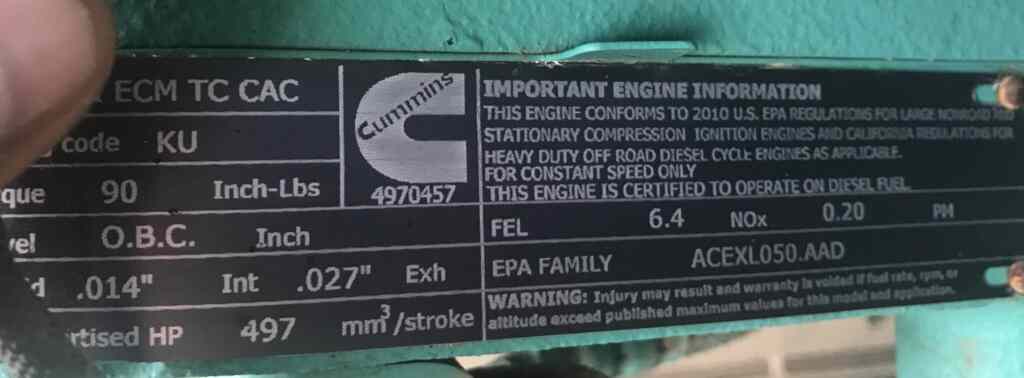 ECM TC CAC
code KU
que 90 Inch-Lbs
vel O.B.C. Inch
d .014" Int .027" Exh
rtised HP 497 mm³/stroke
Cummins
4970457
IMPORTANT ENGINE INFORMATION
THIS ENGINE CONFORMS TO 2010 U.S. EPA REGULATIONS FOR LARGE NONROAD AND
STATIONARY COMPRESSION IGNITION ENGINES AND CALIFORNIA REGULATIONS FOR
HEAVY DUTY OFF ROAD DIESEL CYCLE ENGINES AS APPLICABLE.
FOR CONSTANT SPEED ONLY
THIS ENGINE IS CERTIFIED TO OPERATE ON DIESEL FUEL.
FEL 6.4 NOx 0.20 PM
EPA FAMILY ACEXL050.AAD
WARNING: Injury may result and warranty is voided if fuel rate, rpm, or
altitude exceed published maximum values for this model and application.